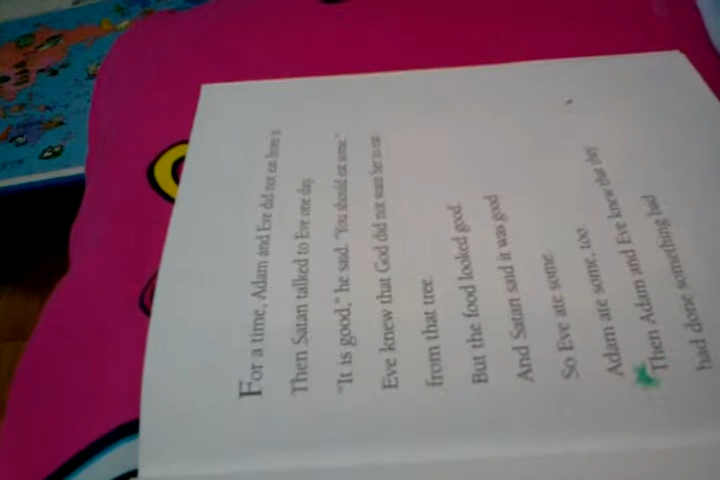 For a time, Adam and Eve did not eat from it
Then Satan talked to Eve one day.
"It is good," he said. "You should eat some."
Eve knew that God did not want her to eat
from that tree.
But the food looked good.
And Satan said it was good
So Eve ate some.
Adam ate some, too.
Then Adam and Eve knew that they
had done something bad